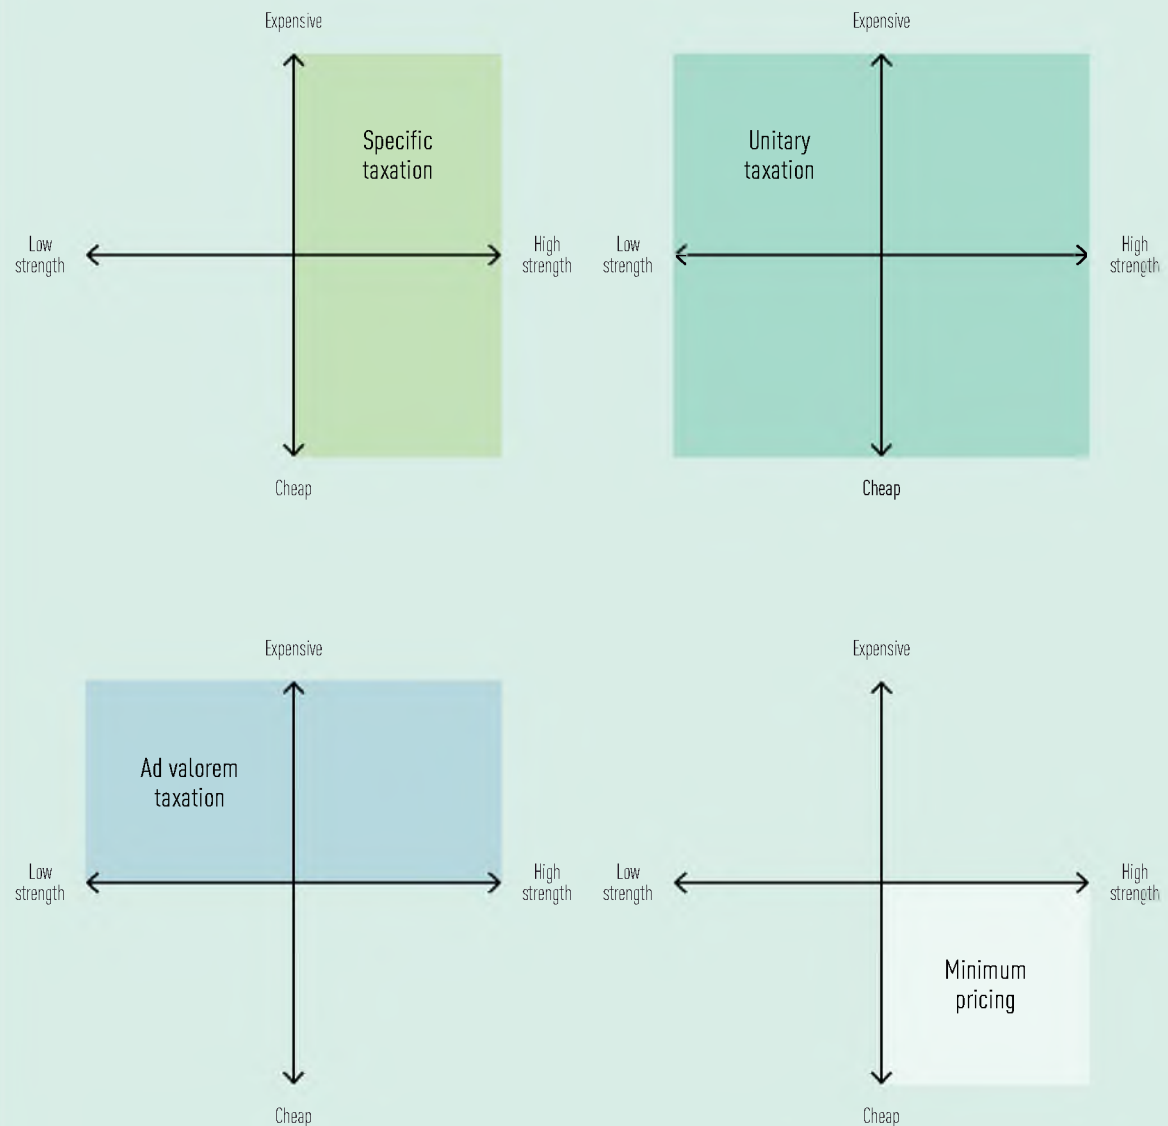 Expensive
Specific
taxation
Low
strength
High
strength
Cheap
Expensive
Unitary
taxation
Low
strength
High
strength
Cheap
Expensive
Ad valorem
taxation
Low
strength
High
strength
Cheap
Expensive
Low
strength
High
strength
Minimum
pricing
Cheap